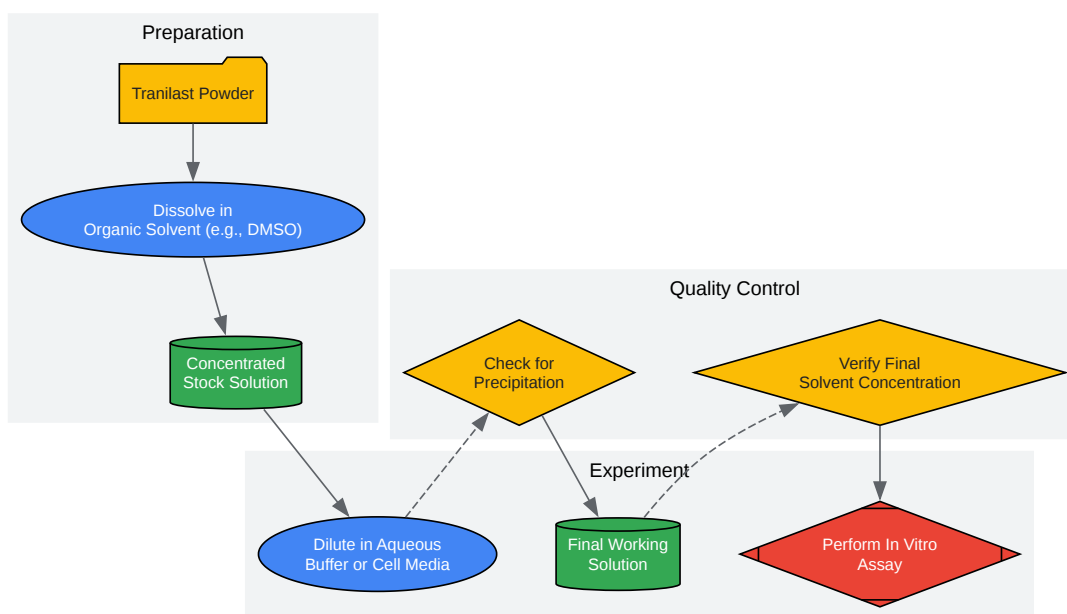 Preparation
Tranilast Powder
Dissolve in
Organic Solvent (e.g., DMSO)
Concentrated
Stock Solution
Quality Control
Check for
Precipitation
Verify Final
Solvent Concentration
Experiment
Dilute in Aqueous
Buffer or Cell Media
Final Working
Solution
Perform In Vitro
Assay